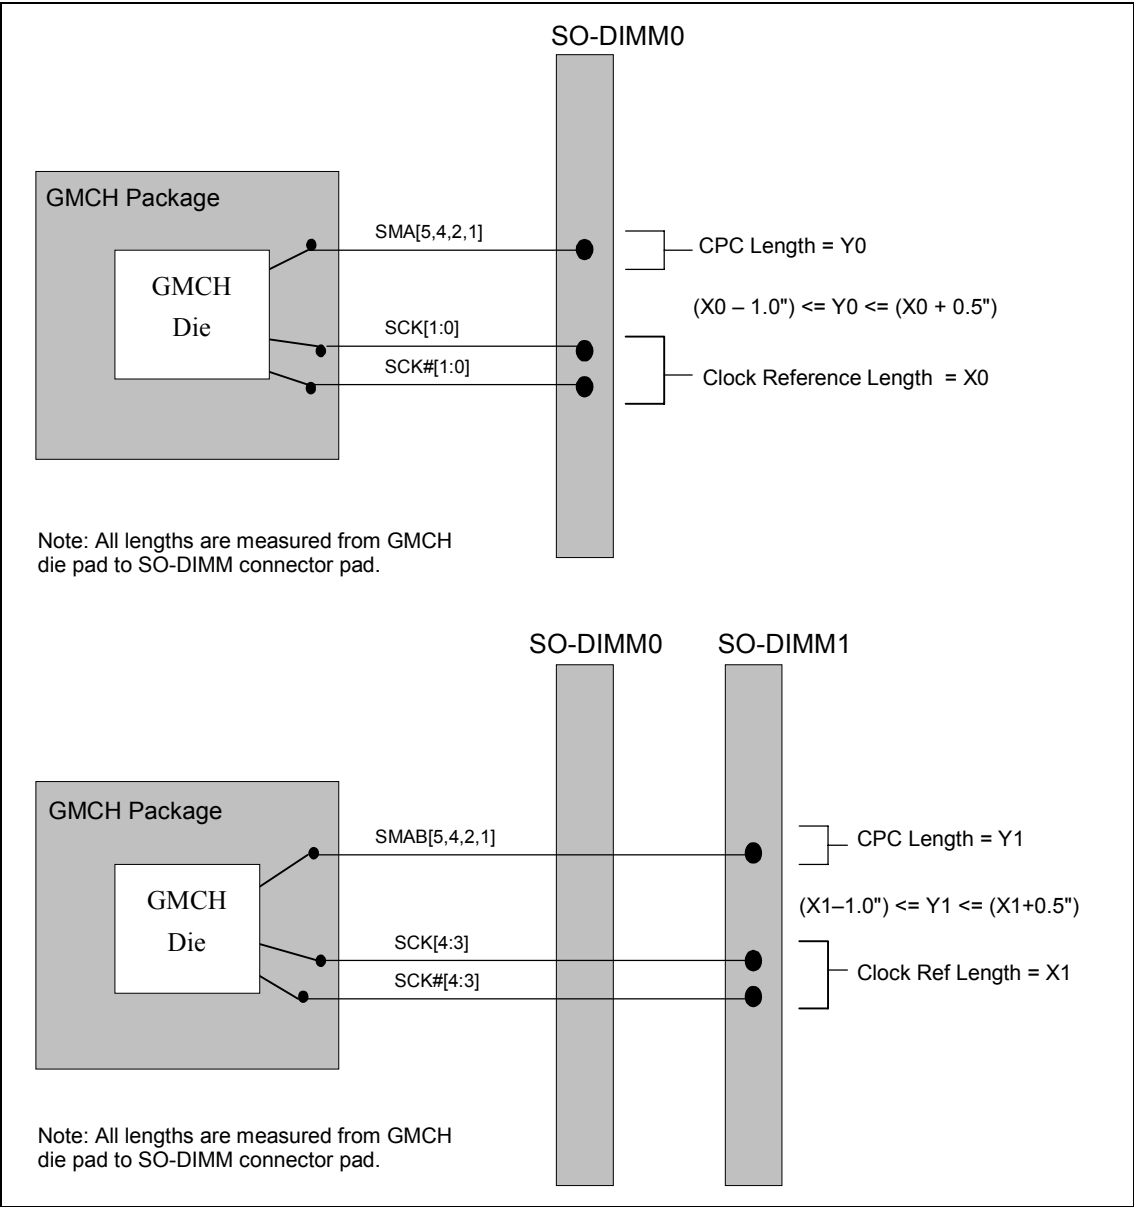 SO-DIMM0
GMCH Package
SMA[5,4,2,1]
CPC Length = Y0
GMCH
Die
(X0 – 1.0") <= Y0 <= (X0 + 0.5")
SCK[1:0]
SCK#[1:0]
Clock Reference Length = X0
Note: All lengths are measured from GMCH
die pad to SO-DIMM connector pad.
SO-DIMM0
SO-DIMM1
GMCH Package
SMAB[5,4,2,1]
CPC Length = Y1
GMCH
Die
(X1–1.0") <= Y1 <= (X1+0.5")
SCK[4:3]
SCK#[4:3]
Clock Ref Length = X1
Note: All lengths are measured from GMCH
die pad to SO-DIMM connector pad.